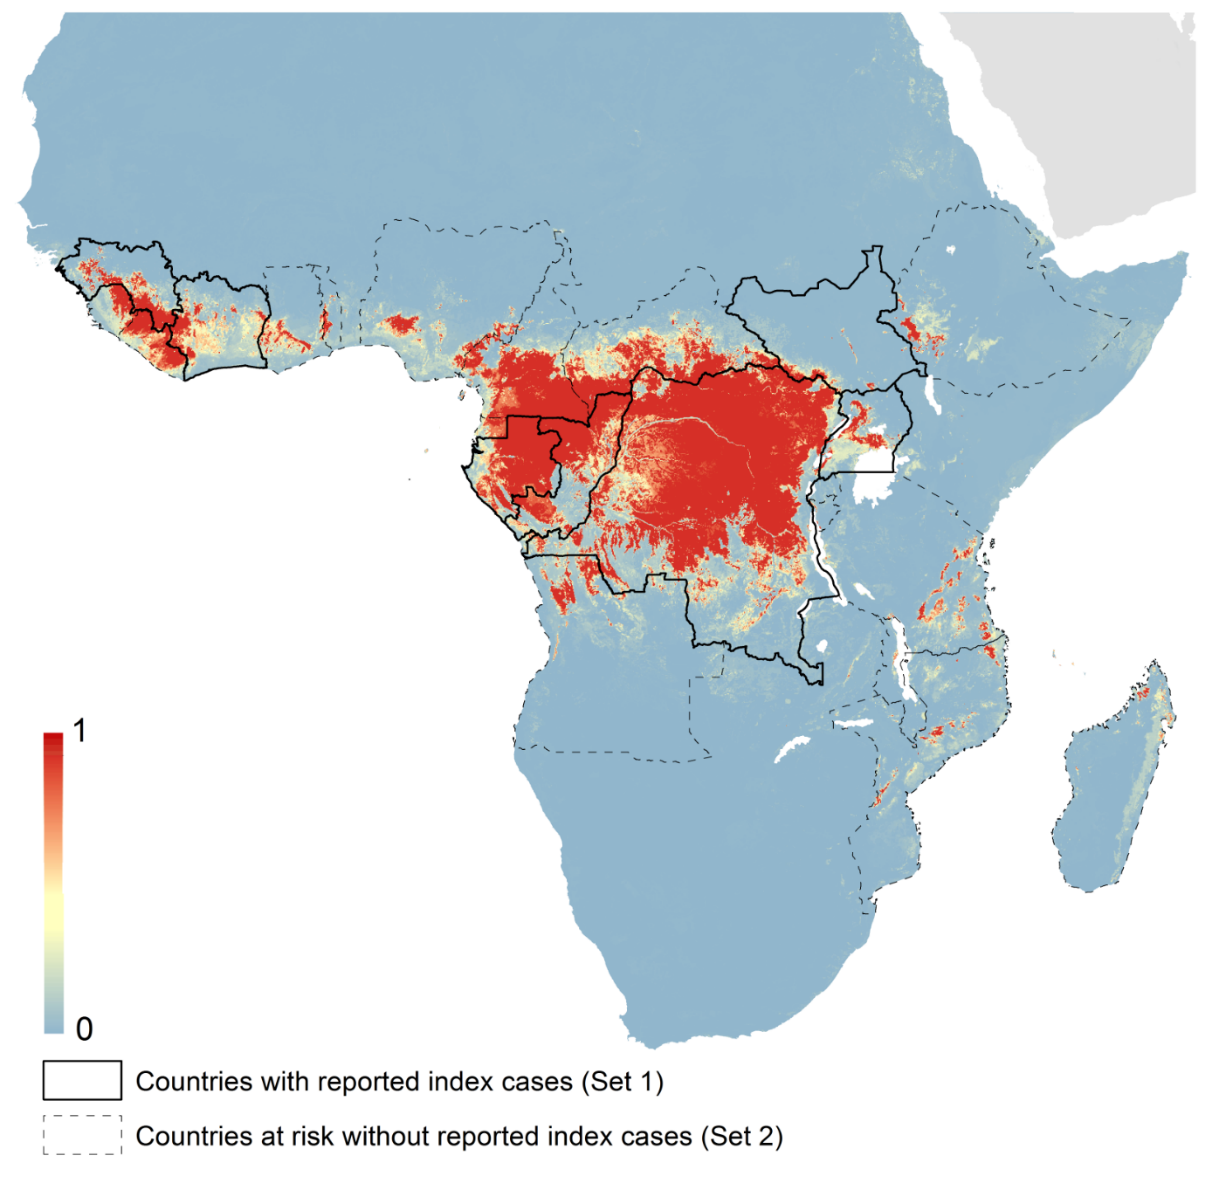 1
0
Countries with reported index cases (Set 1)
Countries at risk without reported index cases (Set 2)